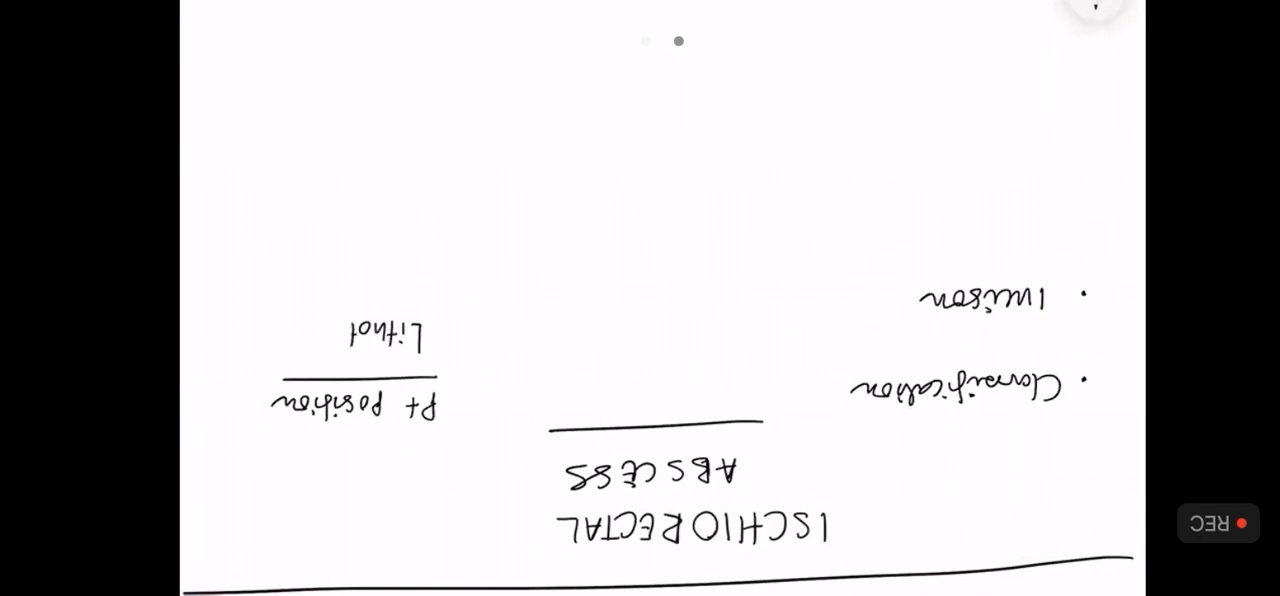 ISCHIORECTAL
ABSCESS
• Classification
Pt position
• Incision
Lithot
REC